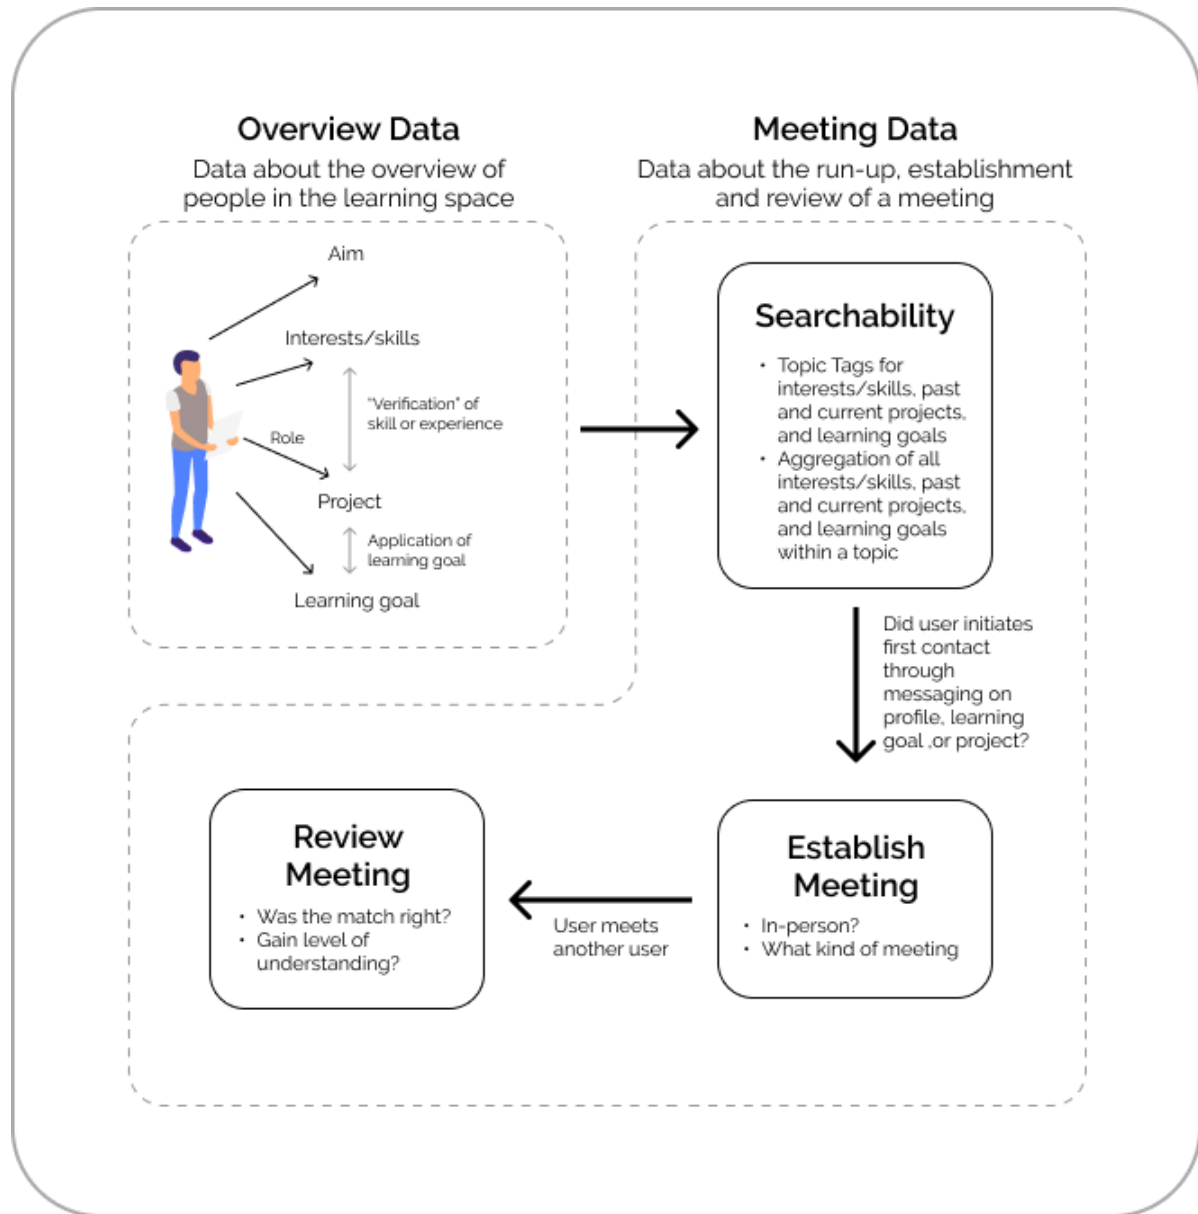 Overview Data
Data about the overview of
people in the learning space
Aim
Interests/skills
"Verification" of
skill or experience
Role
Project
Application of
learning goal
Learning goal
Meeting Data
Data about the run-up, establishment
and review of a meeting
Searchability
• Topic Tags for
interests/skills, past
and current projects,
and learning goals
• Aggregation of all
interests/skills, past
and current projects,
and learning goals
within a topic
Did user initiates
first contact
through
messaging on
profile, learning
goal ,or project?
Establish
Meeting
• In-person?
• What kind of meeting
User meets
another user
Review
Meeting
• Was the match right?
• Gain level of
understanding?